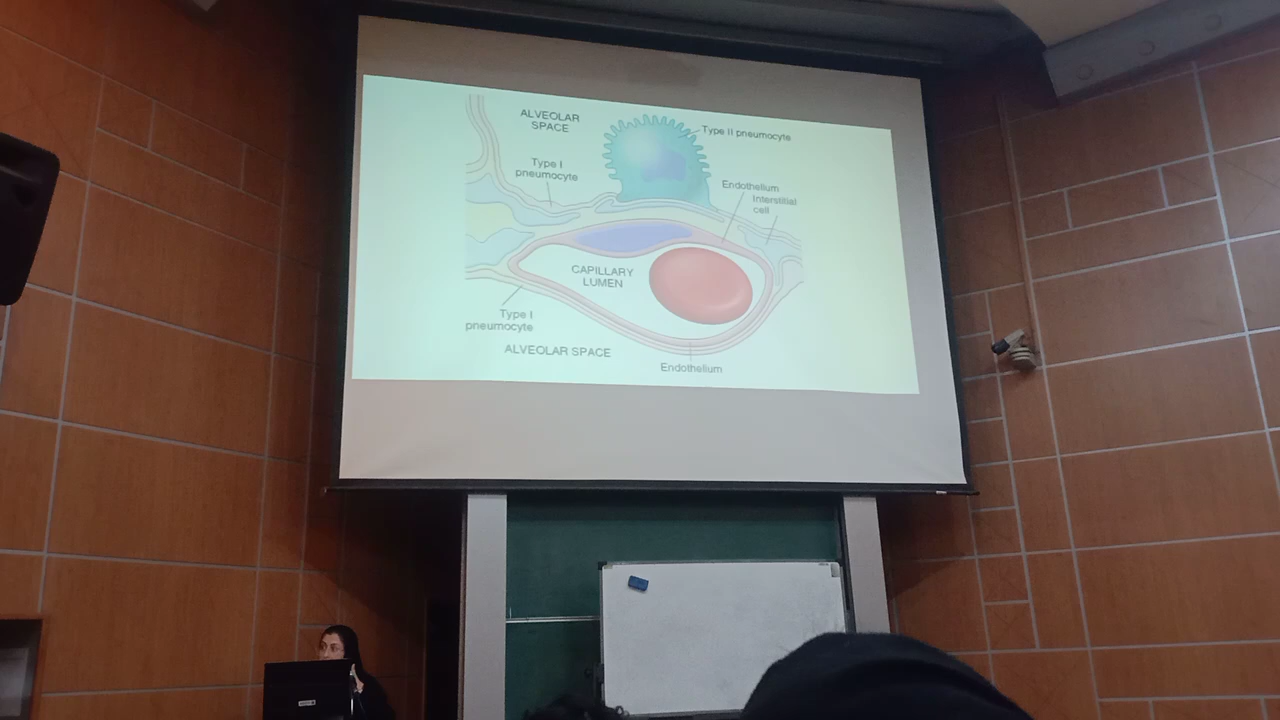 ALVEOLAR
SPACE
Type II pneumocyte
Type I
pneumocyte
Endothelium
Interstitial
cell
CAPILLARY
LUMEN
Type I
pneumocyte
ALVEOLAR SPACE
Endothelium